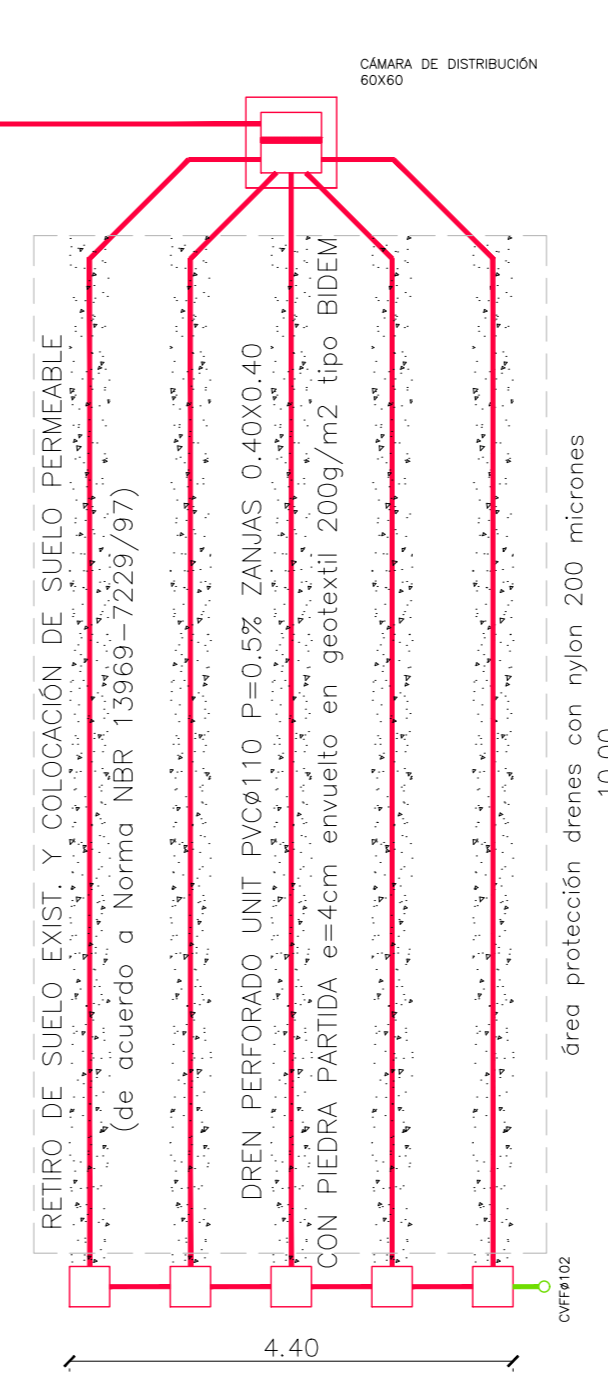 CÁMARA DE DISTRIBUCIÓN
60X60
RETIRO DE SUELO EXIST. Y COLOCACIÓN DE SUELO PERMEABLE
(de acuerdo a Norma NBR 13969-7229/97)
DREN PERFORADO UNIT PVCø110 P=0.5% ZANJAS 0.40X0.40
CON PIEDRA PARTIDA e=4cm envuelto en geotextil 200g/m2 tipo BIDEM
área protección drenes con nylon 200 micrones
10.00
CVFFø102
4.40